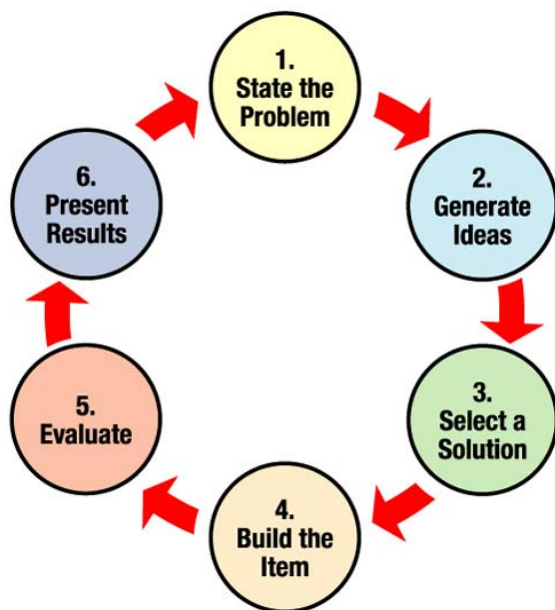 1.
State the
Problem
2.
Generate
Ideas
3.
Select a
Solution
4.
Build the
Item
5.
Evaluate
6.
Present
Results